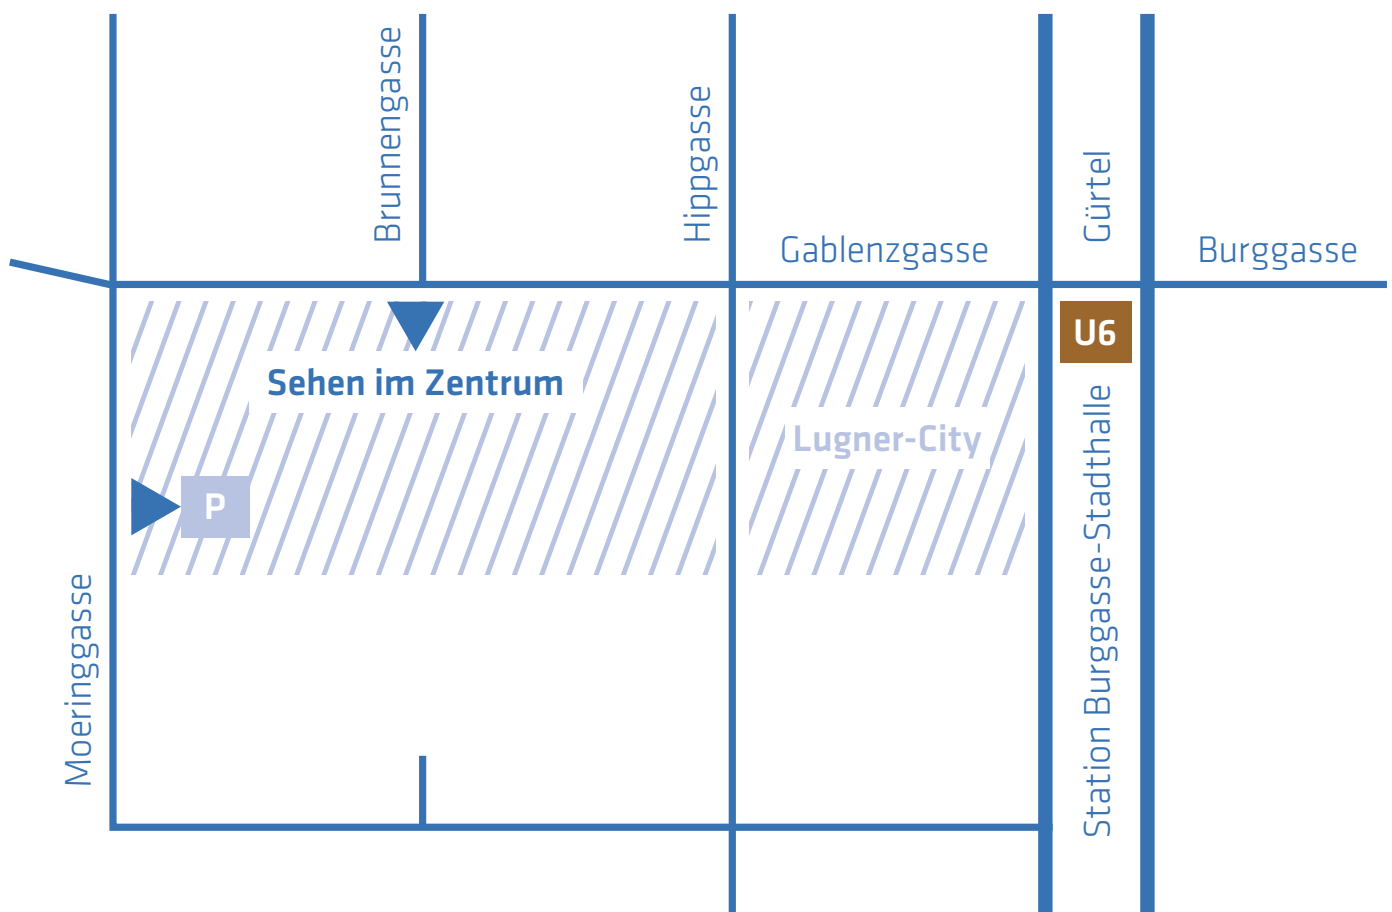 Brunnengasse
Hippgasse
Gürtel
Gablenzgasse
Burggasse
U6
Sehen im Zentrum
Lugner-City
P
Moeringgasse
Station Burggasse-Stadthalle